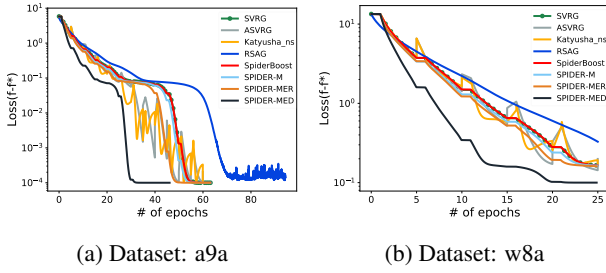 SVRG
ASVRG
Katyusha_ns
RSAG
SpiderBoost
SPIDER-M
SPIDER-MER
SPIDER-MED
Loss(f-f*)
10¹
10⁰
10⁻¹
10⁻²
10⁻³
10⁻⁴
0 20 40 60 80
# of epochs
(a) Dataset: a9a
SVRG
ASVRG
Katyusha_ns
RSAG
SpiderBoost
SPIDER-M
SPIDER-MER
SPIDER-MED
Loss(f-f*)
10¹
10⁰
10⁻¹
0 5 10 15 20 25
# of epochs
(b) Dataset: w8a